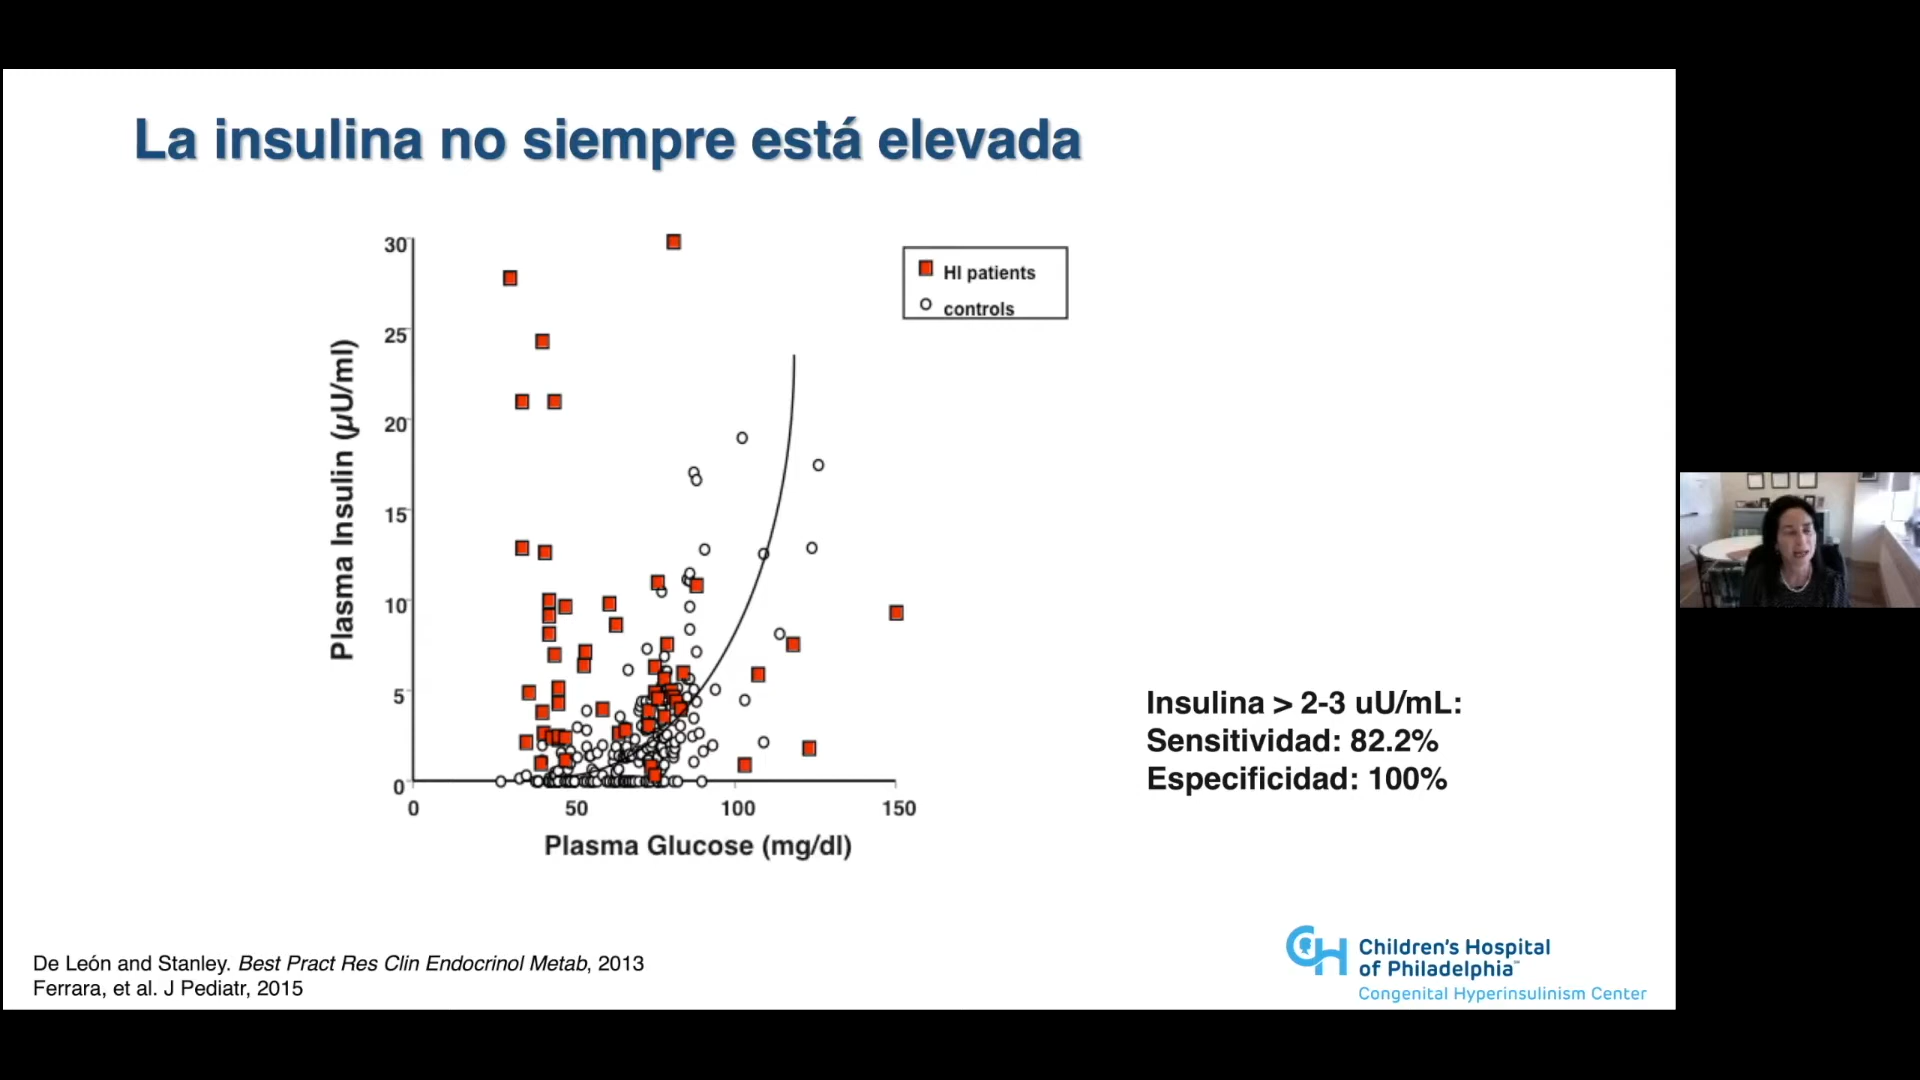 La insulina no siempre está elevada
30
25
20
15
10
5
0
Plasma Insulin (µU/ml)
HI patients
controls
0 50 100 150
Plasma Glucose (mg/dl)
Insulina > 2-3 uU/mL:
Sensitividad: 82.2%
Especificidad: 100%
De León and Stanley. Best Pract Res Clin Endocrinol Metab, 2013
Ferrara, et al. J Pediatr, 2015
CH Children's Hospital
of Philadelphia℠
Congenital Hyperinsulinism Center